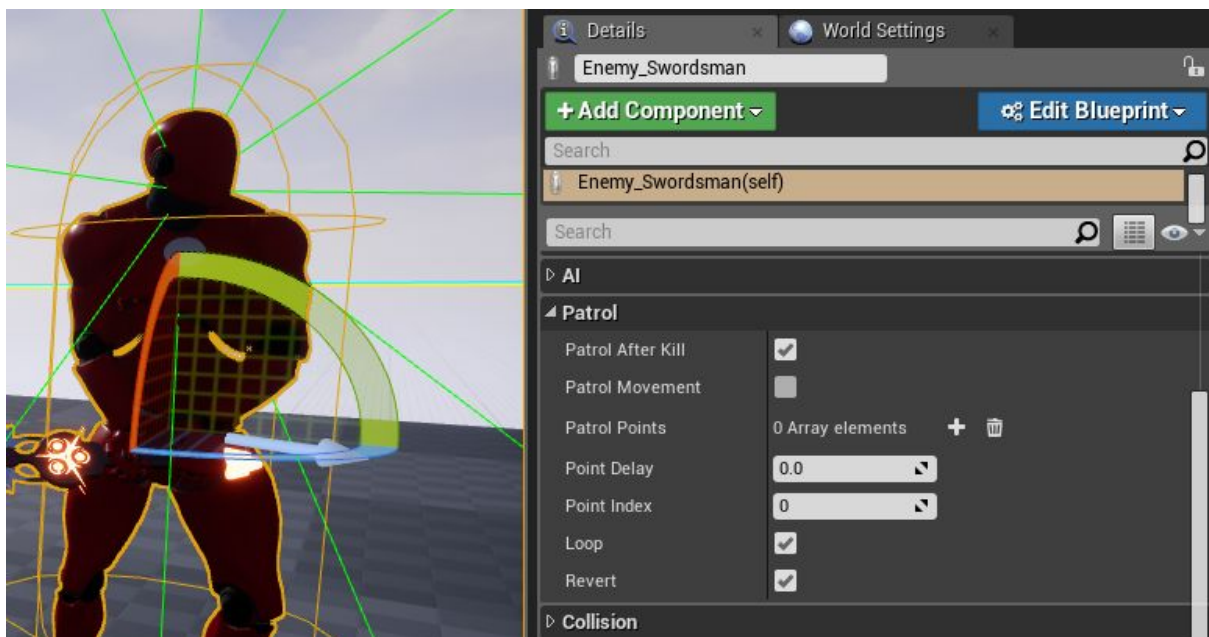 Details
World Settings
Enemy_Swordsman
+ Add Component
Edit Blueprint
Search
Enemy_Swordsman(self)
Search
AI
Patrol
Patrol After Kill
Patrol Movement
Patrol Points 0 Array elements
Point Delay 0.0
Point Index 0
Loop
Revert
Collision